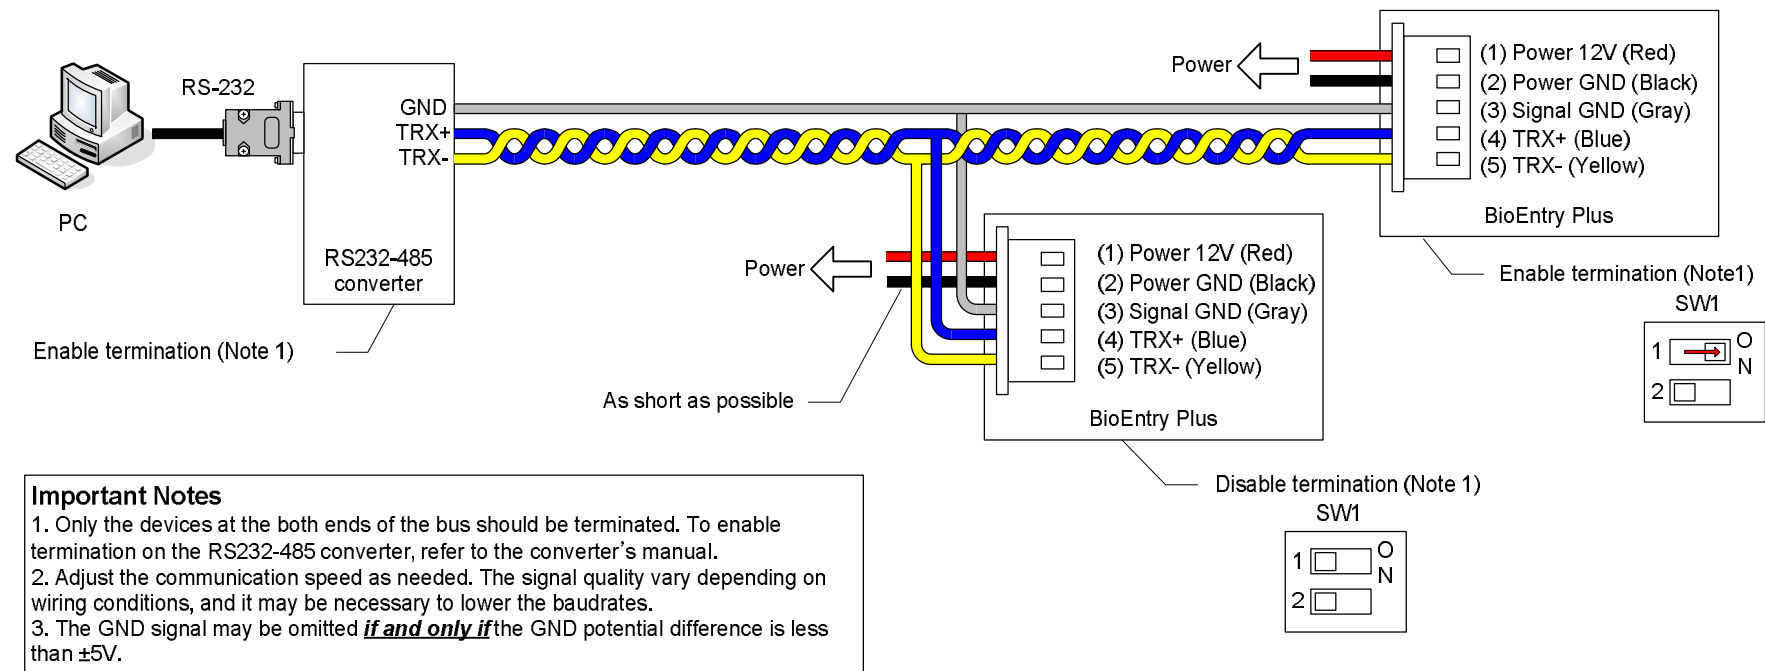 RS-232
PC
GND
TRX+
TRX-
RS232-485
converter
Enable termination (Note 1)
Power
(1) Power 12V (Red)
(2) Power GND (Black)
(3) Signal GND (Gray)
(4) TRX+ (Blue)
(5) TRX- (Yellow)
BioEntry Plus
Enable termination (Note1)
SW1
1
2
O
N
Power
(1) Power 12V (Red)
(2) Power GND (Black)
(3) Signal GND (Gray)
(4) TRX+ (Blue)
(5) TRX- (Yellow)
BioEntry Plus
As short as possible
Disable termination (Note 1)
SW1
1
2
O
N
Important Notes
1. Only the devices at the both ends of the bus should be terminated. To enable
termination on the RS232-485 converter, refer to the converter's manual.
2. Adjust the communication speed as needed. The signal quality vary depending on
wiring conditions, and it may be necessary to lower the baudrates.
3. The GND signal may be omitted if and only if the GND potential difference is less
than ±5V.